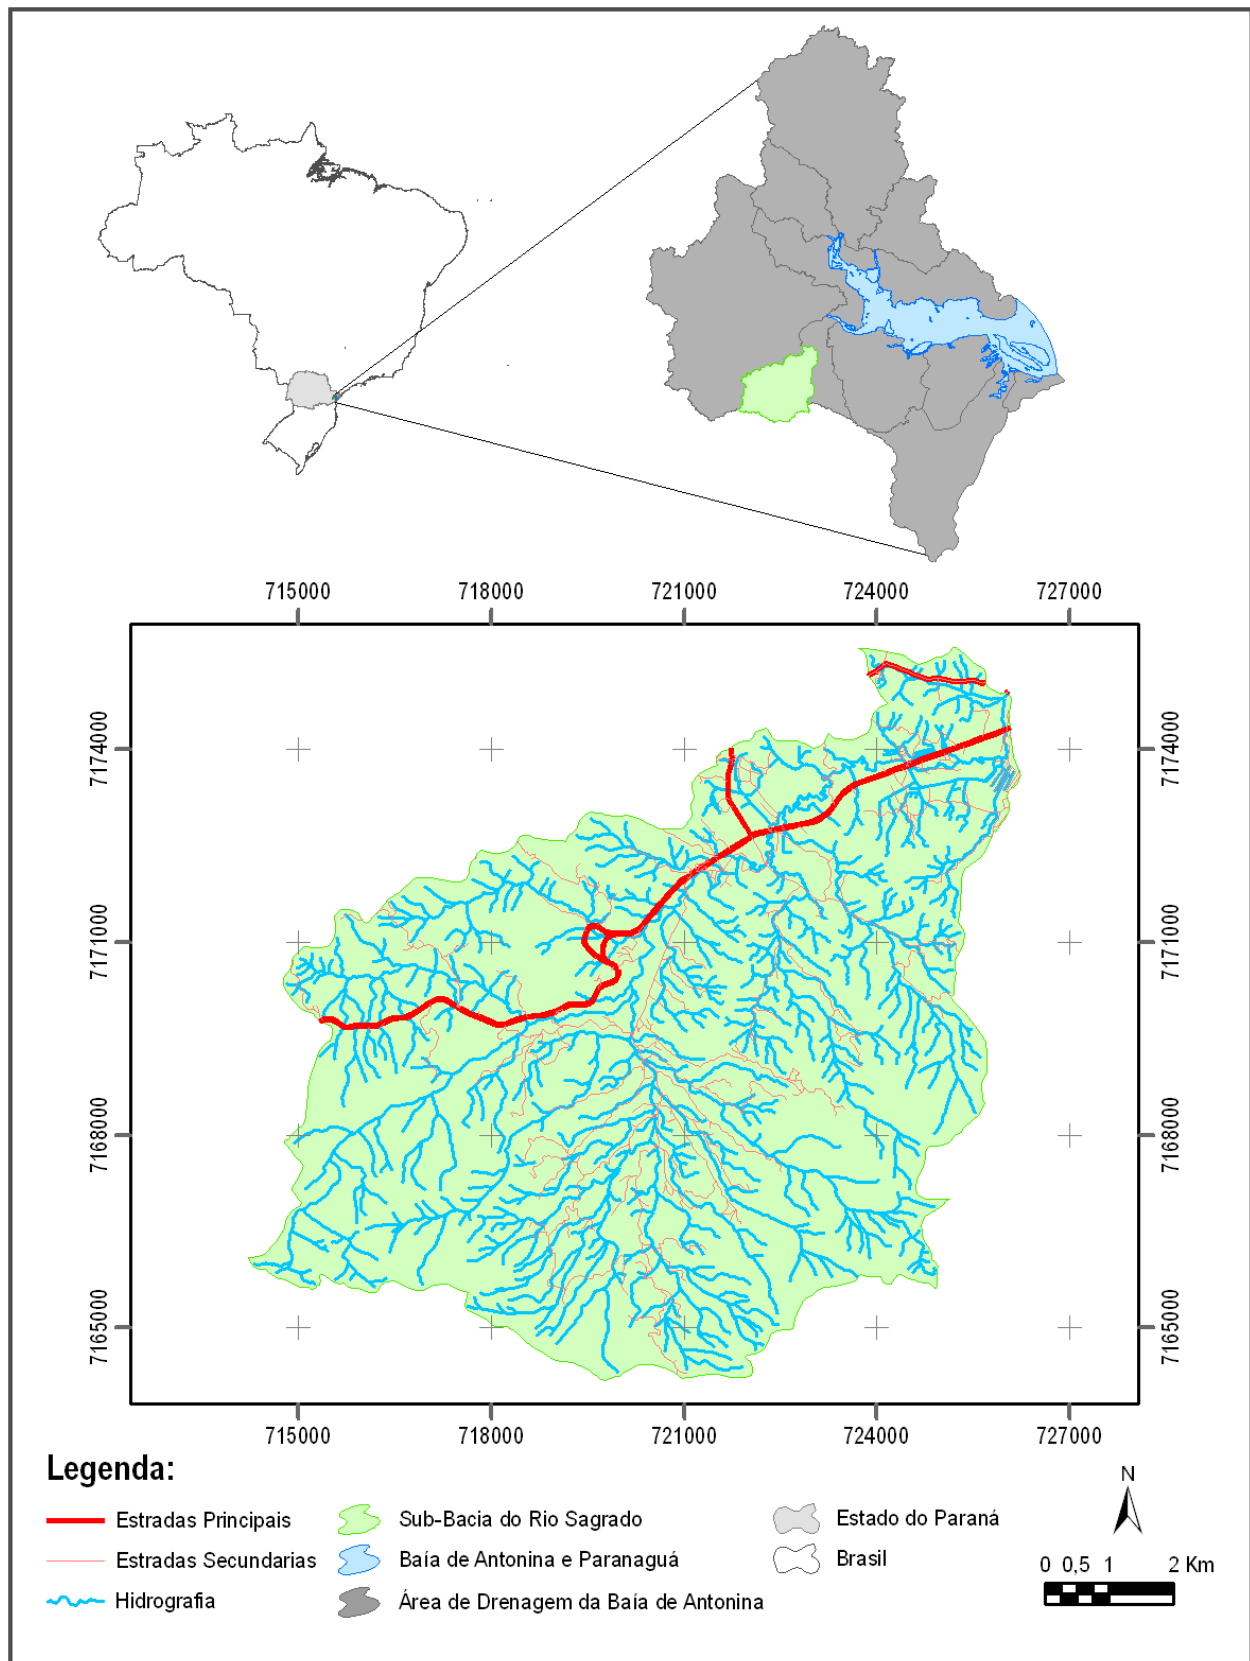 715000 718000 721000 724000 727000
7174000 7174000
7171000 7171000
7168000 7168000
7165000 7165000
715000 718000 721000 724000 727000
Legenda:
Estradas Principais
Estradas Secundarias
Hidrografia
Sub-Bacia do Rio Sagrado
Baía de Antonina e Paranaguá
Área de Drenagem da Baía de Antonina
Estado do Paraná
Brasil
N
0 0,5 1 2 Km